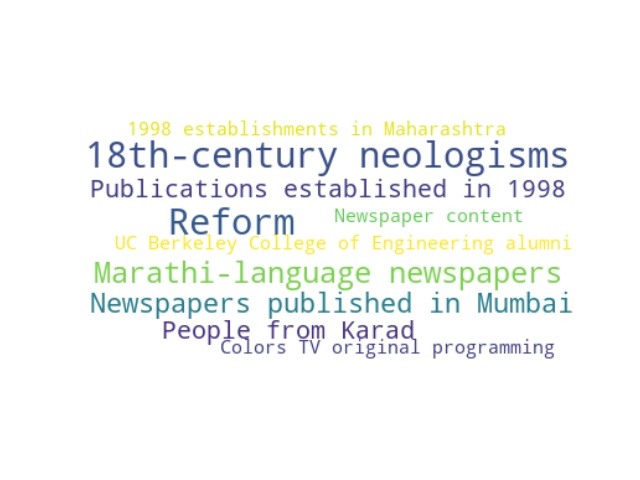 1998 establishments in Maharashtra
18th-century neologisms
Publications established in 1998
Reform
Newspaper content
UC Berkeley College of Engineering alumni
Marathi-language newspapers
Newspapers published in Mumbai
People from Karad
Colors TV original programming